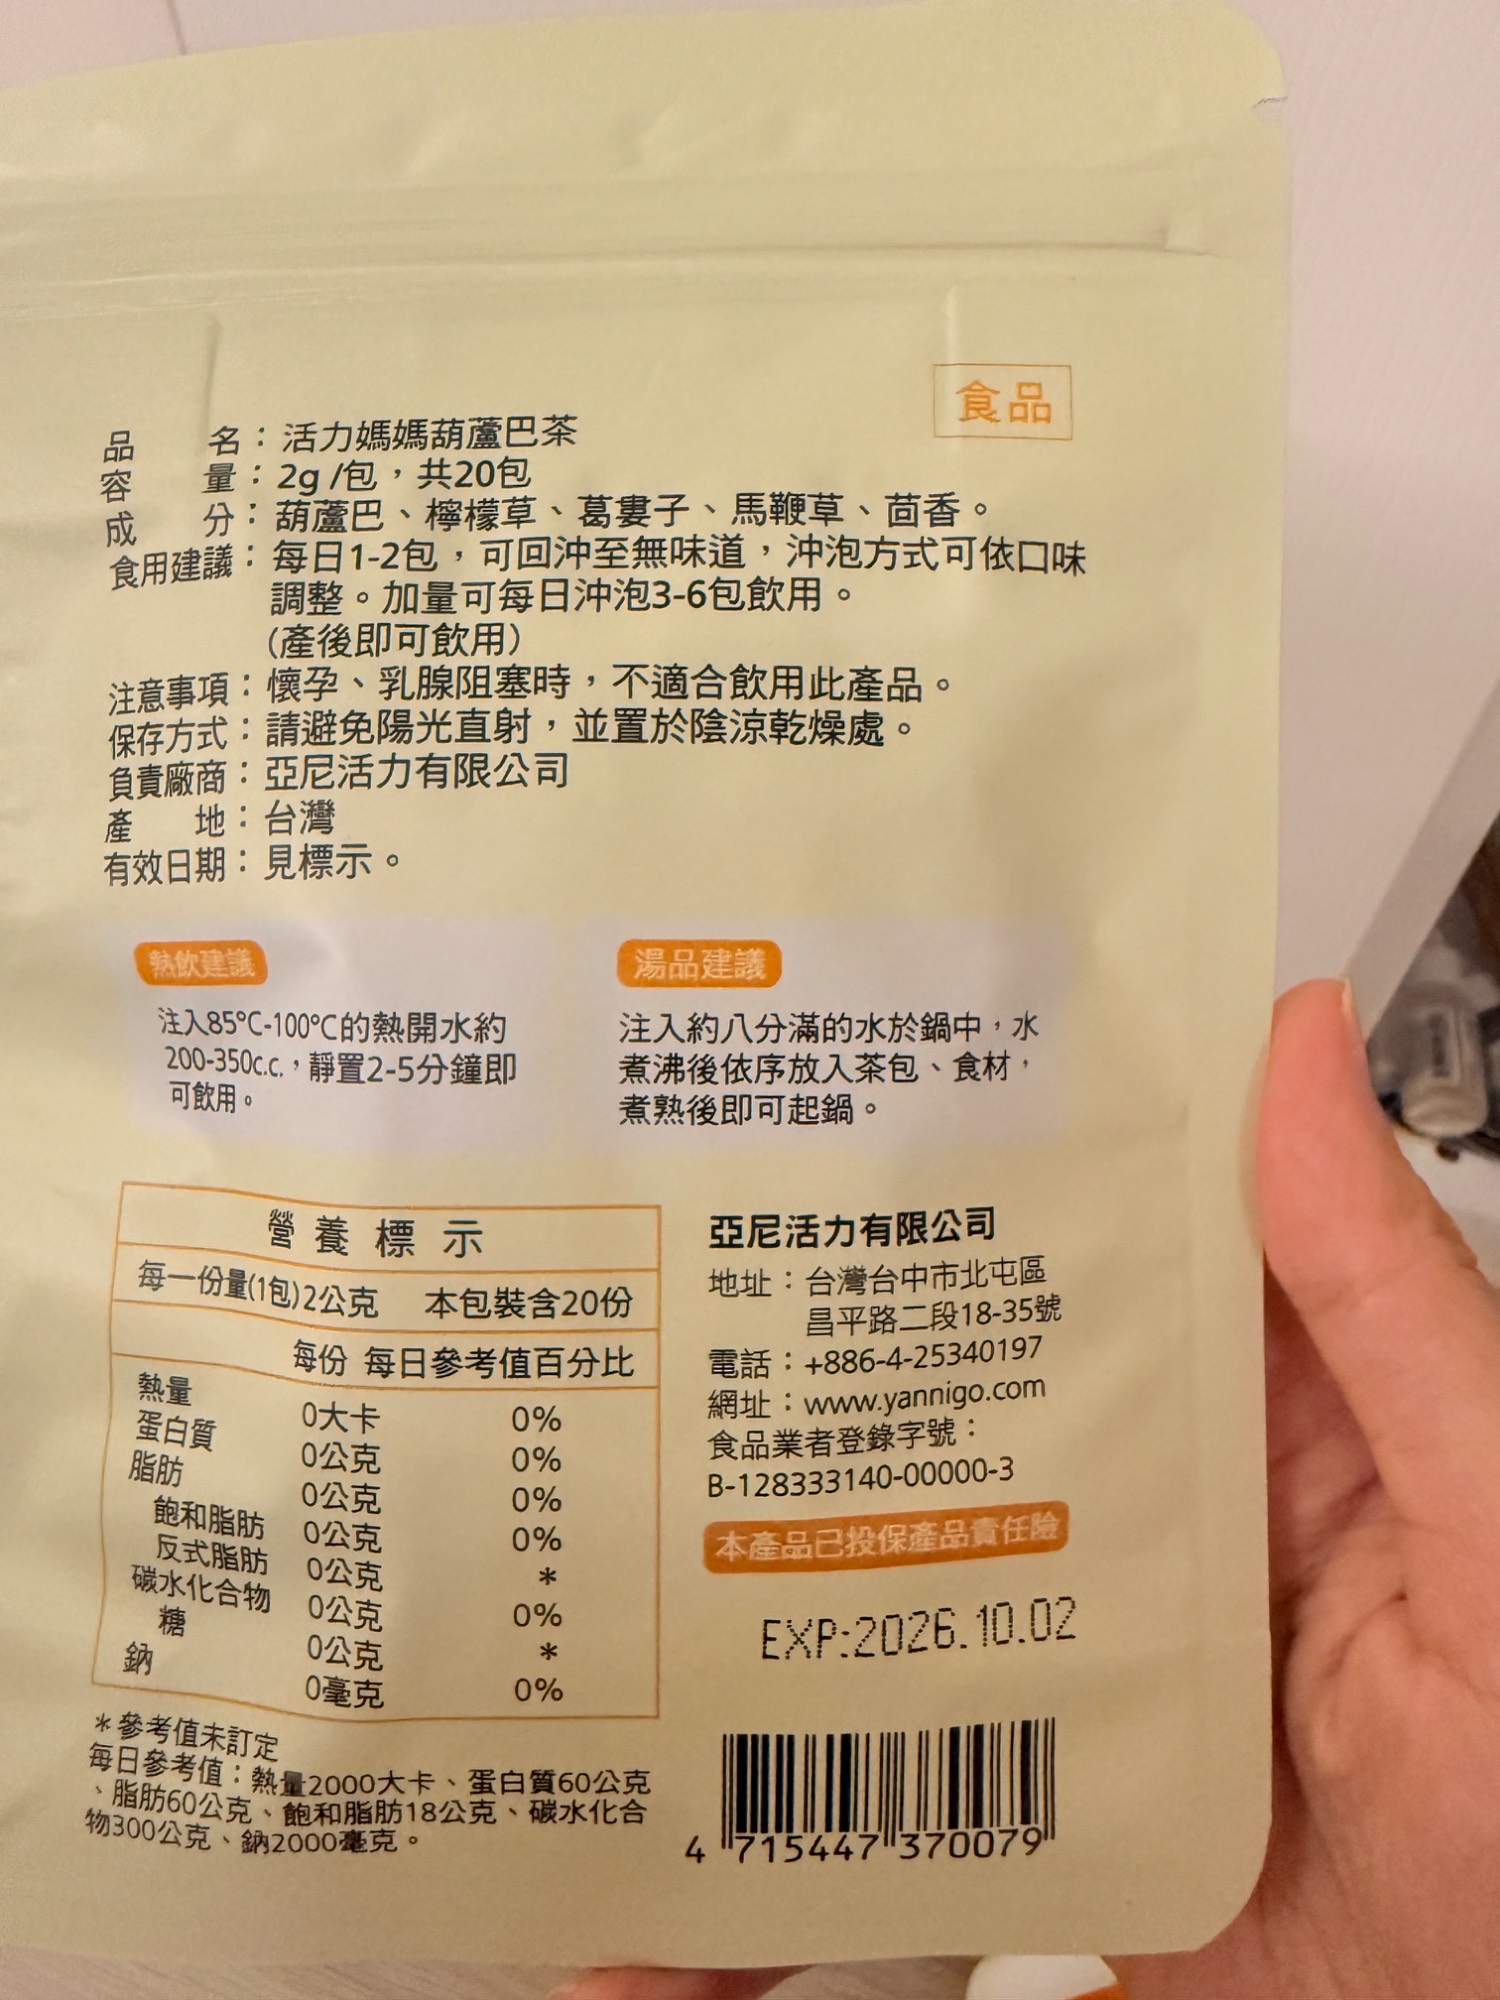 食品
品名：活力媽媽葫蘆巴茶
容量：2g /包，共20包
成分：葫蘆巴、檸檬草、葛婁子、馬鞭草、茴香。
食用建議：每日1-2包，可回沖至無味道，沖泡方式可依口味
調整。加量可每日沖泡3-6包飲用。
(產後即可飲用)
注意事項：懷孕、乳腺阻塞時，不適合飲用此產品。
保存方式：請避免陽光直射，並置於陰涼乾燥處。
負責廠商：亞尼活力有限公司
產地：台灣
有效日期：見標示。
熱飲建議
注入85°C-100°C的熱開水約
200-350c.c.，靜置2-5分鐘即
可飲用。
湯品建議
注入約八分滿的水於鍋中，水
煮沸後依序放入茶包、食材，
煮熟後即可起鍋。
營養標示
每一份量(1包)2公克 本包裝含20份
每份 每日參考值百分比
熱量 0大卡 0%
蛋白質 0公克 0%
脂肪 0公克 0%
飽和脂肪 0公克 0%
反式脂肪 0公克 *
碳水化合物 0公克 0%
糖 0公克 *
鈉 0毫克 0%
*參考值未訂定
每日參考值：熱量2000大卡、蛋白質60公克
、脂肪60公克、飽和脂肪18公克、碳水化合
物300公克、鈉2000毫克。
亞尼活力有限公司
地址：台灣台中市北屯區
昌平路二段18-35號
電話：+886-4-25340197
網址：www.yannigo.com
食品業者登錄字號：
B-128333140-00000-3
本產品已投保產品責任險
EXP:2026.10.02
4 715447 370079